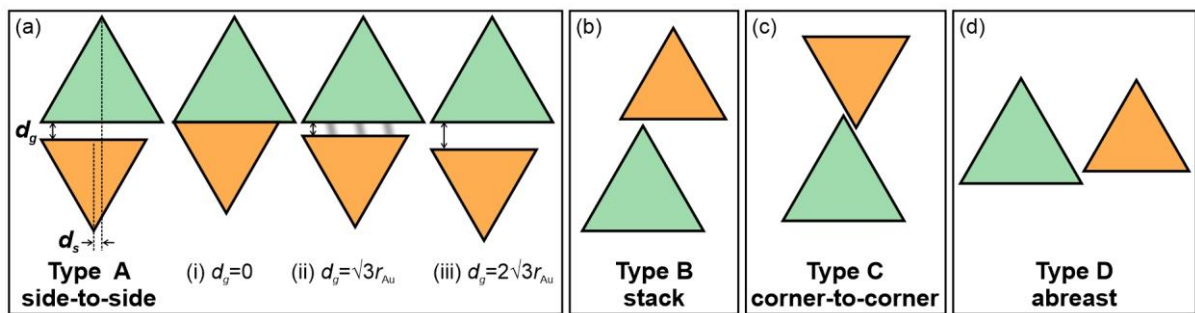 (a)
d_g
d_s
Type A
side-to-side
(i) d_g=0
(ii) d_g=√3r_Au
(iii) d_g=2√3r_Au
(b)
Type B
stack
(c)
Type C
corner-to-corner
(d)
Type D
abreast